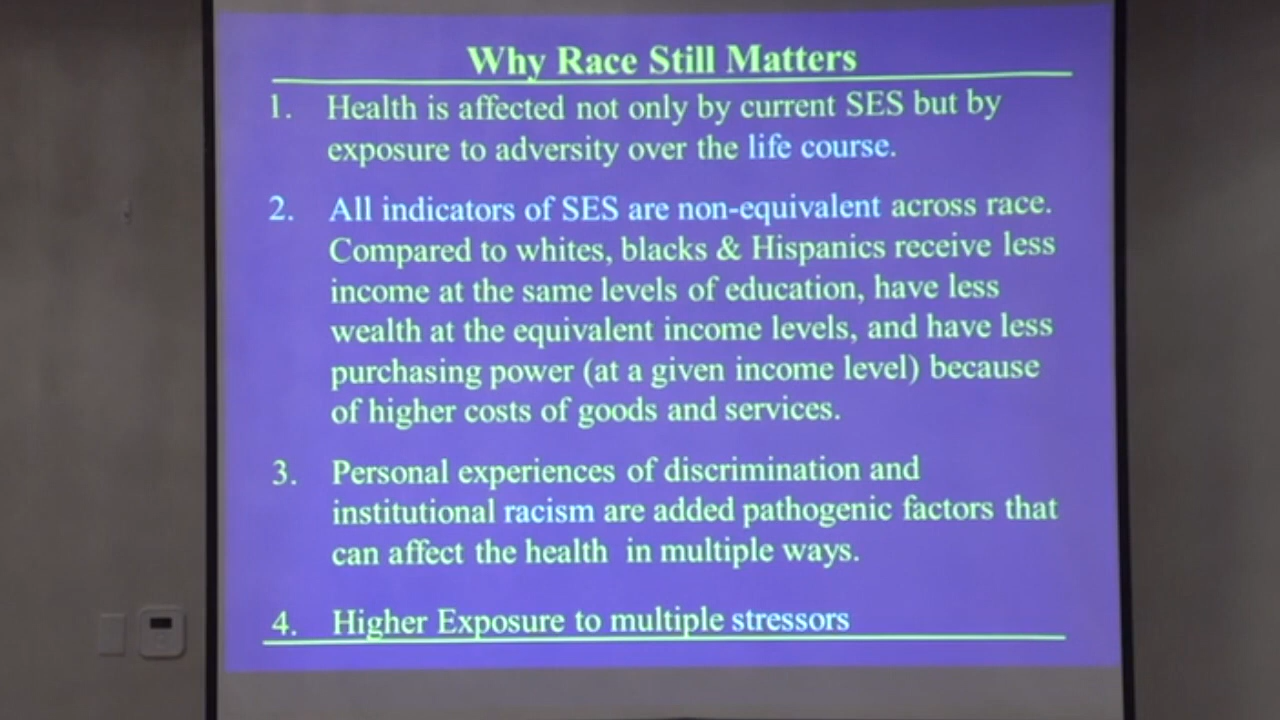 Why Race Still Matters
1. Health is affected not only by current SES but by
exposure to adversity over the life course.
2. All indicators of SES are non-equivalent across race.
Compared to whites, blacks & Hispanics receive less
income at the same levels of education, have less
wealth at the equivalent income levels, and have less
purchasing power (at a given income level) because
of higher costs of goods and services.
3. Personal experiences of discrimination and
institutional racism are added pathogenic factors that
can affect the health in multiple ways.
4. Higher Exposure to multiple stressors